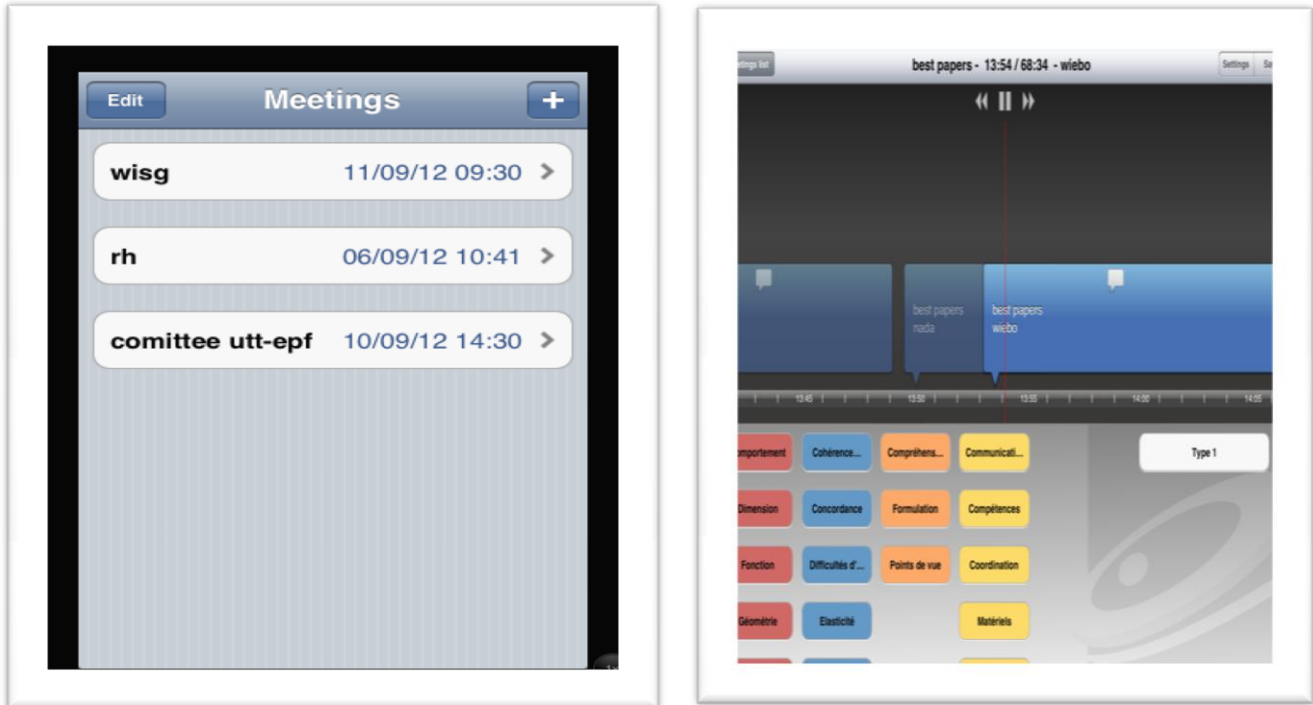 Edit Meetings +
wisg 11/09/12 09:30 >
rh 06/09/12 10:41 >
comittee utt-epf 10/09/12 14:30 >
best papers - 13:54 / 68:34 - wiebo
Settings
best papers best papers
nada wiebo
13:45 13:50 13:55 14:00 14:05
mportement Cohérence... Compréhens... Communicati... Type 1
Dimension Concordance Formulation Compétences
Fonction Difficultés d'... Points de vue Coordination
Géométrie Elasticité Matériels